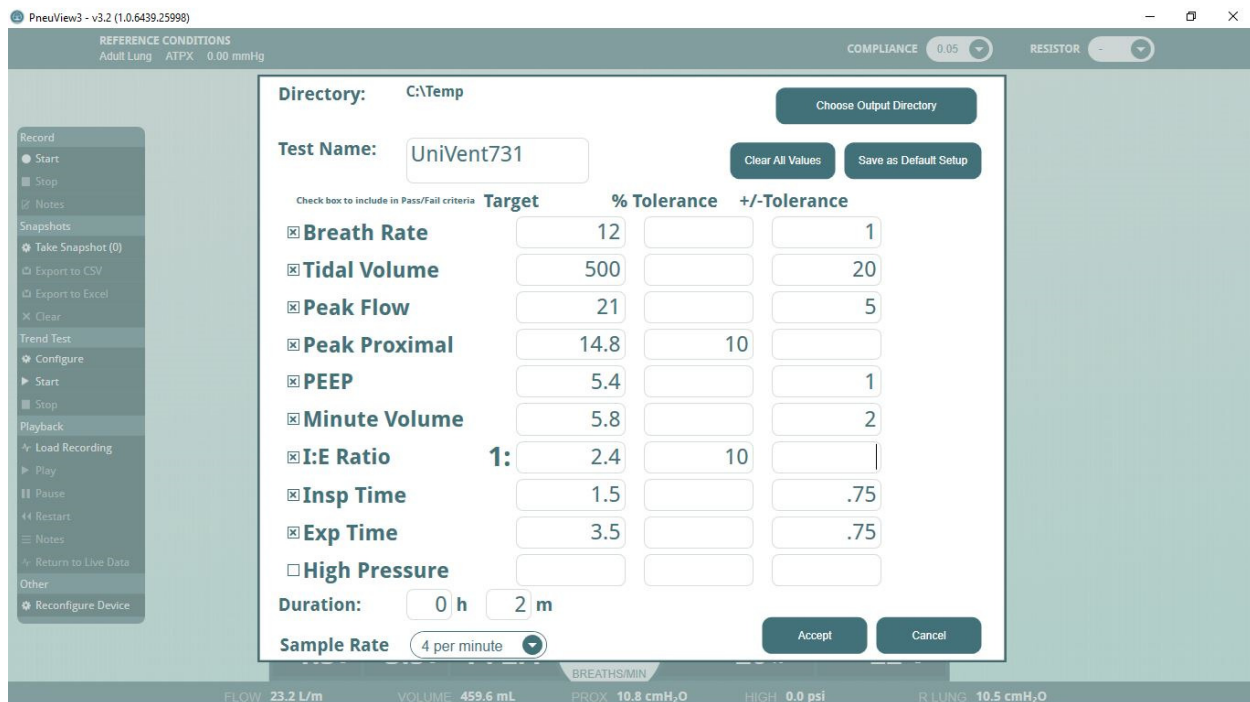 PneuView3 - v3.2 (1.0.6439.25998)
REFERENCE CONDITIONS
Adult Lung ATPX 0.00 mmHg
COMPLIANCE 0.05
RESISTOR -
Record
Start
Stop
Notes
Snapshots
Take Snapshot (0)
Export to CSV
Export to Excel
Clear
Trend Test
Configure
Start
Stop
Playback
Load Recording
Play
Pause
Restart
Notes
Return to Live Data
Other
Reconfigure Device
Directory: C:\Temp
Choose Output Directory
Test Name: UniVent731
Clear All Values
Save as Default Setup
Check box to include in Pass/Fail criteria Target % Tolerance +/-Tolerance
Breath Rate 12 1
Tidal Volume 500 20
Peak Flow 21 5
Peak Proximal 14.8 10
PEEP 5.4 1
Minute Volume 5.8 2
I:E Ratio 1: 2.4 10
Insp Time 1.5 .75
Exp Time 3.5 .75
High Pressure
Duration: 0 h 2 m
Sample Rate 4 per minute
Accept
Cancel
BREATHS/MIN
FLOW 23.2 L/m VOLUME 459.6 mL PROX 10.8 cmH₂O HIGH 0.0 psi R LUNG 10.5 cmH₂O